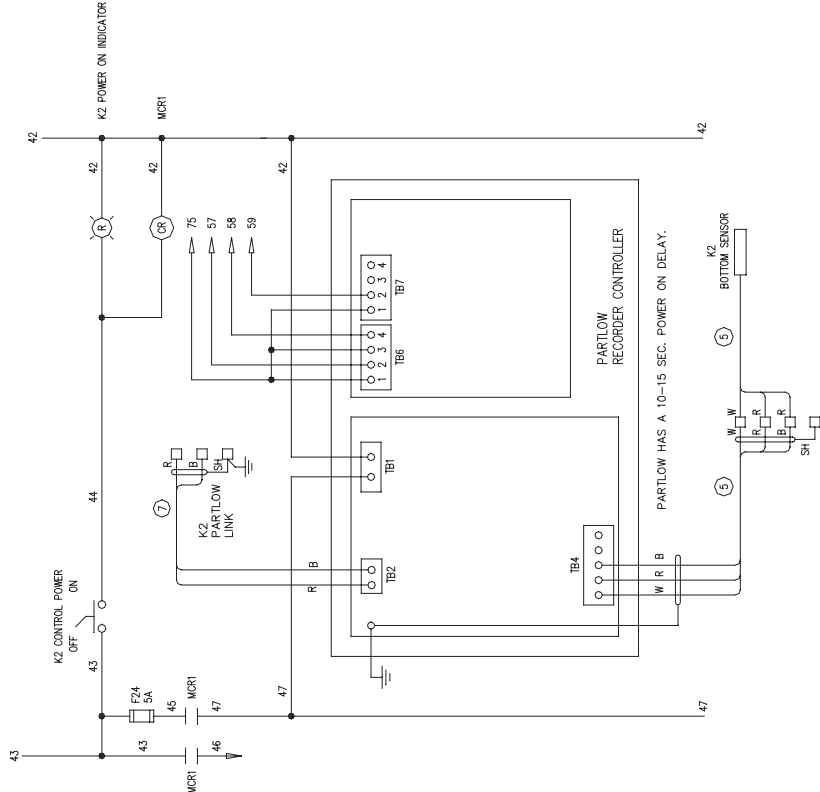 K2 POWER ON INDICATOR
MCR1
42
42
42
42
42
R
CR
75
57
58
59
44
R
B
SH
7
K2
PARTLOW
LINK
K2 CONTROL POWER
OFF
ON
43
F24
5A
45
MCR1
47
43
43
46
MCR1
47
47
R
B
TB2
TB1
TB6
1 2 3 4
TB7
1 2 3 4
TB4
W R B
PARTLOW
RECORDER CONTROLLER
PARTLOW HAS A 10-15 SEC. POWER ON DELAY.
K2
BOTTOM SENSOR
5
5
W W
R R
B R
SH